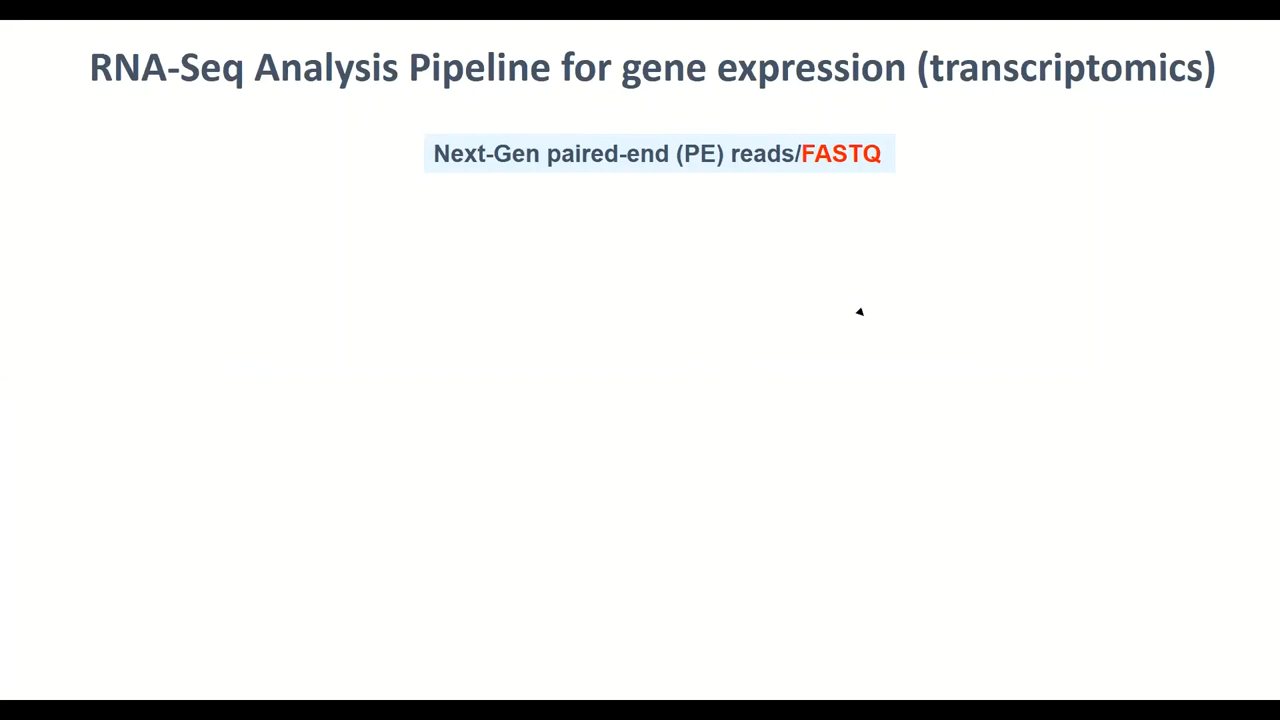 RNA-Seq Analysis Pipeline for gene expression (transcriptomics)
Next-Gen paired-end (PE) reads/FASTQ